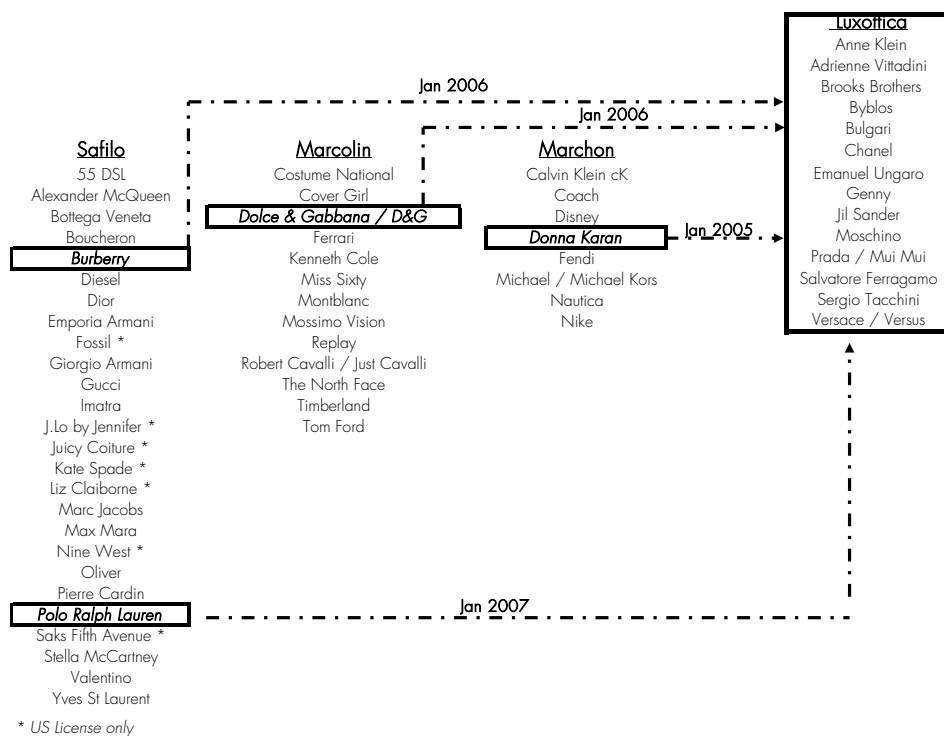 Luxottica
Anne Klein
Adrienne Vittadini
Brooks Brothers
Byblos
Bulgari
Chanel
Emanuel Ungaro
Genny
Jil Sander
Moschino
Prada / Mui Mui
Salvatore Ferragamo
Sergio Tacchini
Versace / Versus
Jan 2006
Jan 2006
Safilo
55 DSL
Alexander McQueen
Bottega Veneta
Boucheron
Burberry
Diesel
Dior
Emporia Armani
Fossil *
Giorgio Armani
Gucci
Imatra
J.Lo by Jennifer *
Juicy Coiture *
Kate Spade *
Liz Claiborne *
Marc Jacobs
Max Mara
Nine West *
Oliver
Pierre Cardin
Polo Ralph Lauren
Saks Fifth Avenue *
Stella McCartney
Valentino
Yves St Laurent
Marcolin
Costume National
Cover Girl
Dolce & Gabbana / D&G
Ferrari
Kenneth Cole
Miss Sixty
Montblanc
Mossimo Vision
Replay
Robert Cavalli / Just Cavalli
The North Face
Timberland
Tom Ford
Marchon
Calvin Klein cK
Coach
Disney
Donna Karan
Fendi
Michael / Michael Kors
Nautica
Nike
Jan 2005
Jan 2007
* US License only